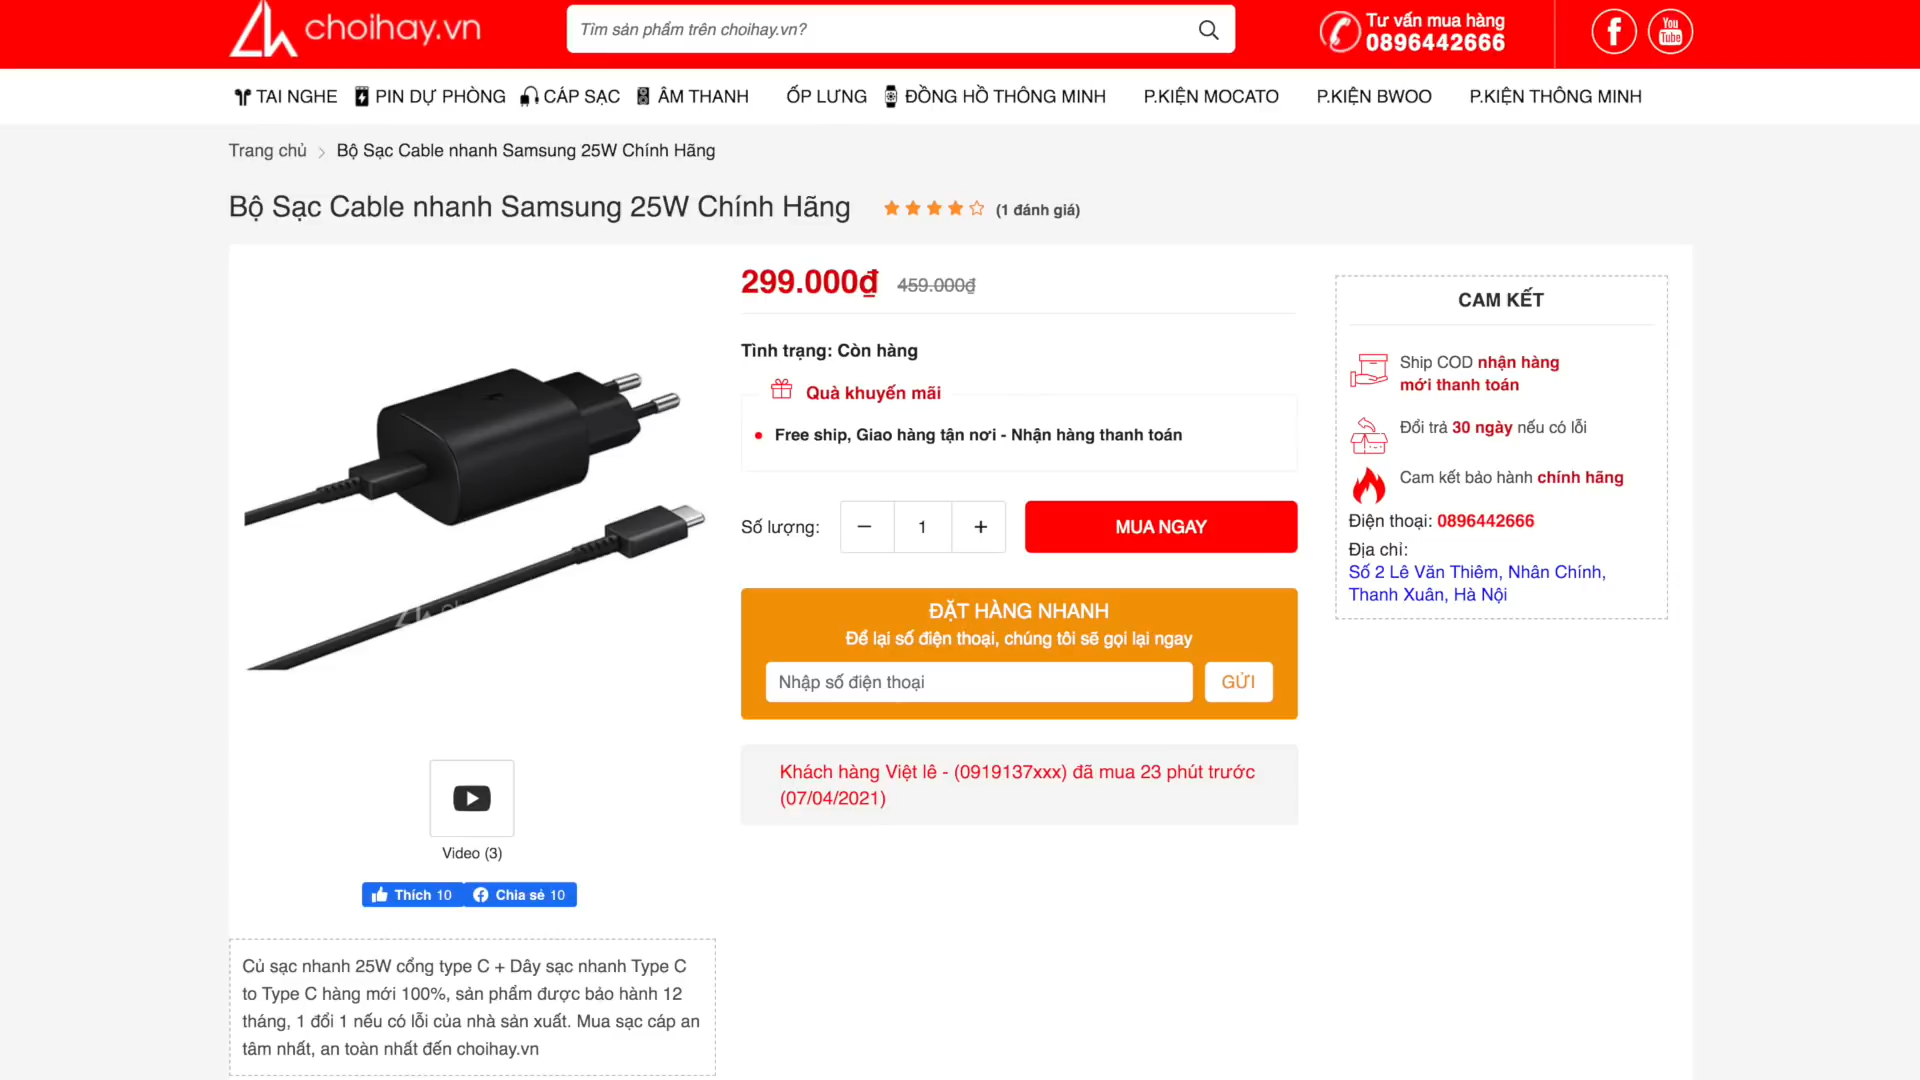 choihay.vn
Tìm sản phẩm trên choihay.vn?
Tư vấn mua hàng
0896442666
You
Tube
TAI NGHE PIN DỰ PHÒNG CÁP SẠC ÂM THANH ỐP LƯNG ĐỒNG HỒ THÔNG MINH P.KIỆN MOCATO P.KIỆN BWOO P.KIỆN THÔNG MINH
Trang chủ > Bộ Sạc Cable nhanh Samsung 25W Chính Hãng
Bộ Sạc Cable nhanh Samsung 25W Chính Hãng (1 đánh giá)
299.000₫ 459.000₫
Tình trạng: Còn hàng
Quà khuyến mãi
Free ship, Giao hàng tận nơi - Nhận hàng thanh toán
Số lượng: − 1 + MUA NGAY
ĐẶT HÀNG NHANH
Để lại số điện thoại, chúng tôi sẽ gọi lại ngay
Nhập số điện thoại GỬI
Khách hàng Việt lê - (0919137xxx) đã mua 23 phút trước
(07/04/2021)
CAM KẾT
Ship COD nhận hàng
mới thanh toán
Đổi trả 30 ngày nếu có lỗi
Cam kết bảo hành chính hãng
Điện thoại: 0896442666
Địa chỉ:
Số 2 Lê Văn Thiêm, Nhân Chính,
Thanh Xuân, Hà Nội
Video (3)
Thích 10 Chia sẻ 10
Củ sạc nhanh 25W cổng type C + Dây sạc nhanh Type C
to Type C hàng mới 100%, sản phẩm được bảo hành 12
tháng, 1 đổi 1 nếu có lỗi của nhà sản xuất. Mua sạc cáp an
tâm nhất, an toàn nhất đến choihay.vn